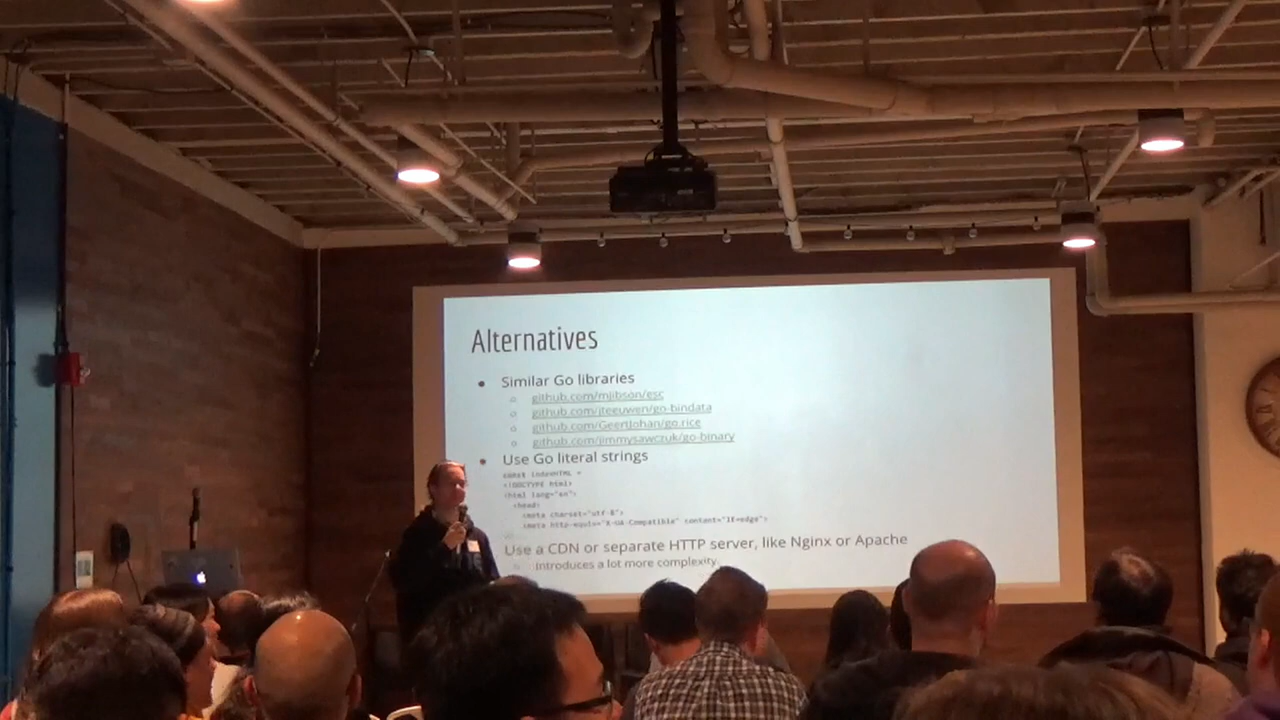 Alternatives
Similar Go libraries
github.com/mjibson/esc
github.com/jteeuwen/go-bindata
github.com/GeertJohan/go.rice
github.com/jimmysawczuk/go-binary
Use Go literal strings
const indexHTML =
<!DOCTYPE html>
<html lang="en">
<head>
<meta charset="utf-8">
<meta http-equiv="X-UA-Compatible" content="IE=edge">
Use a CDN or separate HTTP server, like Nginx or Apache
Introduces a lot more complexity.